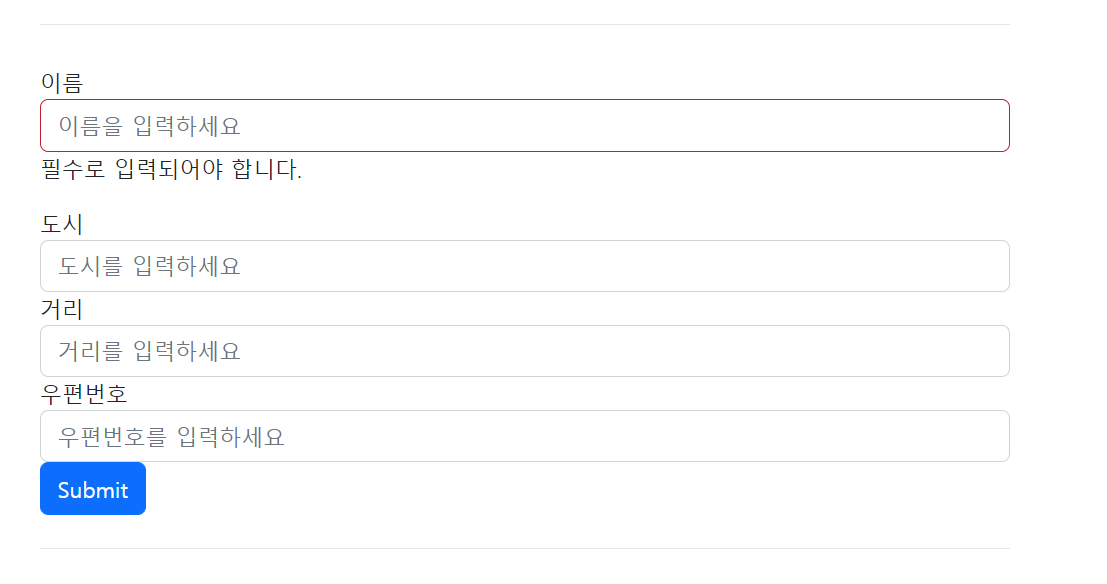 이름
이름을 입력하세요
필수로 입력되어야 합니다.
도시
도시를 입력하세요
거리
거리를 입력하세요
우편번호
우편번호를 입력하세요
Submit